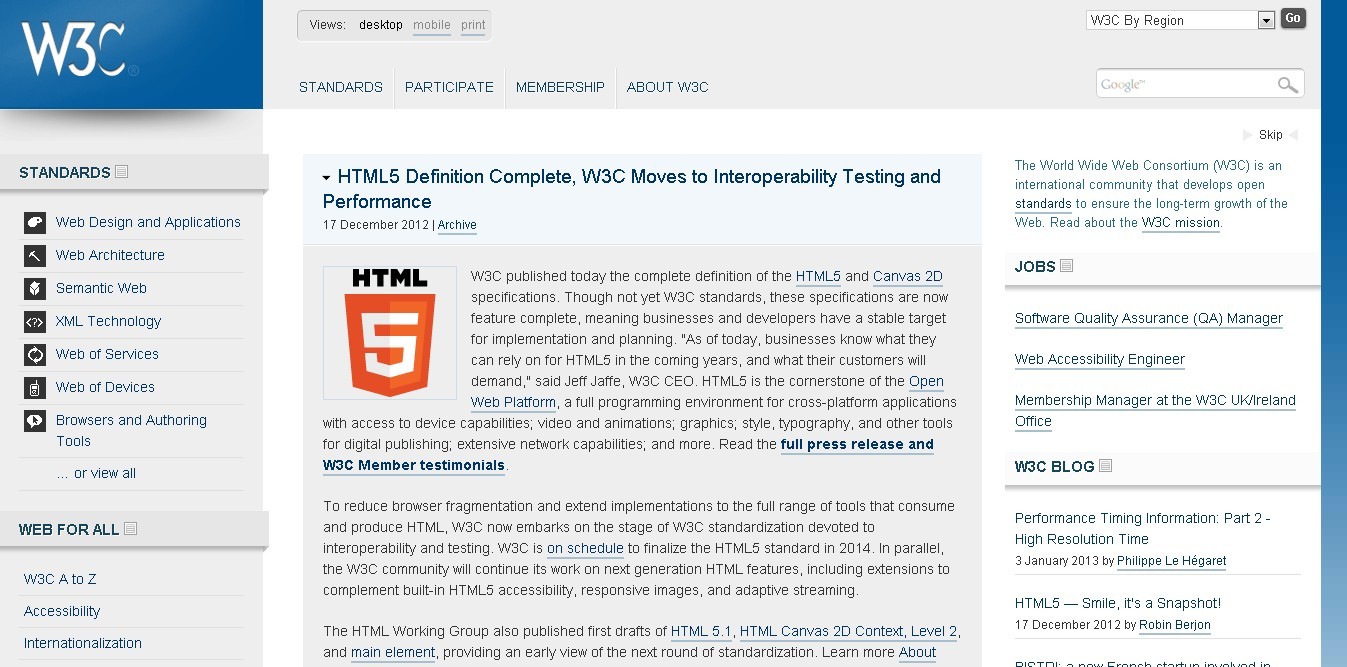 W3C®
Views: desktop mobile print
W3C By Region
Go
STANDARDS
PARTICIPATE
MEMBERSHIP
ABOUT W3C
Google™
Skip
STANDARDS
Web Design and Applications
Web Architecture
Semantic Web
XML Technology
Web of Services
Web of Devices
Browsers and Authoring
Tools
... or view all
WEB FOR ALL
W3C A to Z
Accessibility
Internationalization
HTML5 Definition Complete, W3C Moves to Interoperability Testing and
Performance
17 December 2012 | Archive
HTML
5
W3C published today the complete definition of the HTML5 and Canvas 2D
specifications. Though not yet W3C standards, these specifications are now
feature complete, meaning businesses and developers have a stable target
for implementation and planning. "As of today, businesses know what they
can rely on for HTML5 in the coming years, and what their customers will
demand," said Jeff Jaffe, W3C CEO. HTML5 is the cornerstone of the Open
Web Platform, a full programming environment for cross-platform applications
with access to device capabilities; video and animations; graphics; style, typography, and other tools
for digital publishing; extensive network capabilities; and more. Read the full press release and
W3C Member testimonials.
To reduce browser fragmentation and extend implementations to the full range of tools that consume
and produce HTML, W3C now embarks on the stage of W3C standardization devoted to
interoperability and testing. W3C is on schedule to finalize the HTML5 standard in 2014. In parallel,
the W3C community will continue its work on next generation HTML features, including extensions to
complement built-in HTML5 accessibility, responsive images, and adaptive streaming.
The HTML Working Group also published first drafts of HTML 5.1, HTML Canvas 2D Context, Level 2,
and main element, providing an early view of the next round of standardization. Learn more About
The World Wide Web Consortium (W3C) is an
international community that develops open
standards to ensure the long-term growth of the
Web. Read about the W3C mission.
JOBS
Software Quality Assurance (QA) Manager
Web Accessibility Engineer
Membership Manager at the W3C UK/Ireland
Office
W3C BLOG
Performance Timing Information: Part 2 -
High Resolution Time
3 January 2013 by Philippe Le Hégaret
HTML5 — Smile, it's a Snapshot!
17 December 2012 by Robin Berjon
BISTRI: a new French startup involved in